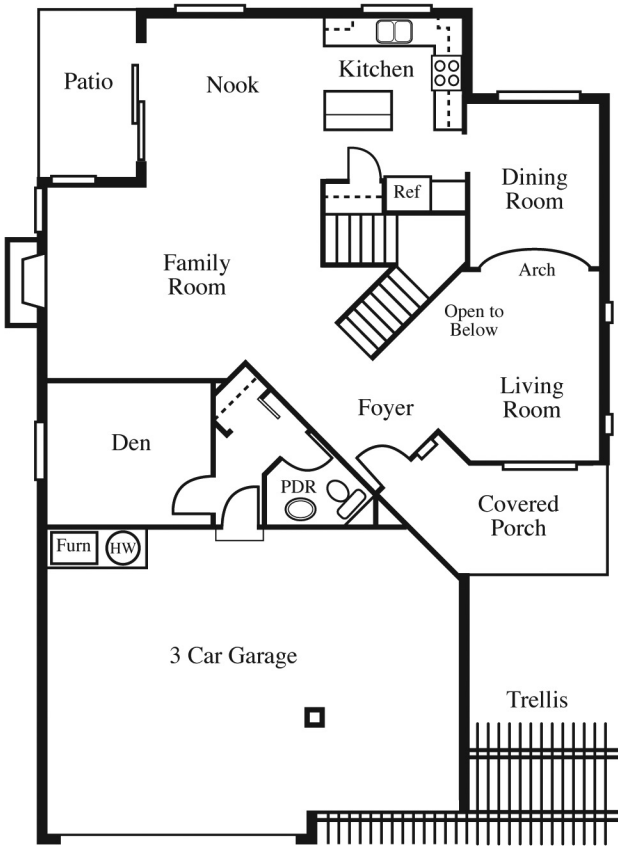 Patio
Nook
Kitchen
Ref
Dining
Room
Family
Room
Arch
Open to
Below
Living
Room
Foyer
Den
PDR
Covered
Porch
Furn
HW
3 Car Garage
Trellis